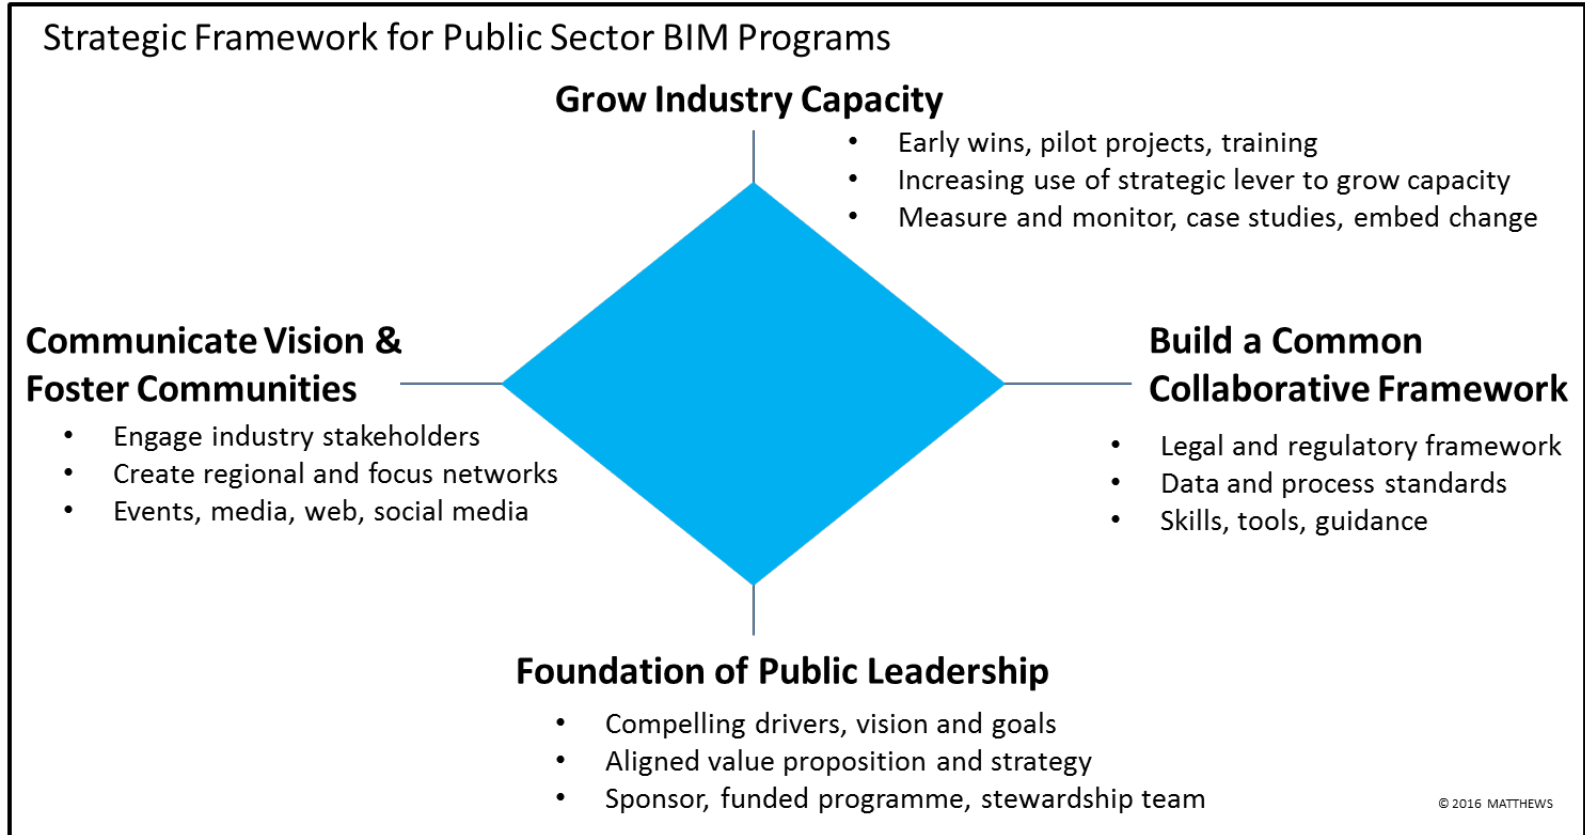 Strategic Framework for Public Sector BIM Programs
Grow Industry Capacity
• Early wins, pilot projects, training
• Increasing use of strategic lever to grow capacity
• Measure and monitor, case studies, embed change
Communicate Vision &
Foster Communities
• Engage industry stakeholders
• Create regional and focus networks
• Events, media, web, social media
Build a Common
Collaborative Framework
• Legal and regulatory framework
• Data and process standards
• Skills, tools, guidance
Foundation of Public Leadership
• Compelling drivers, vision and goals
• Aligned value proposition and strategy
• Sponsor, funded programme, stewardship team
© 2016 MATTHEWS